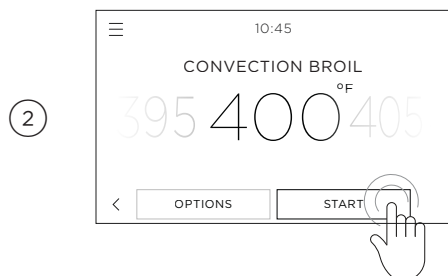 10:45
CONVECTION BROIL
395 400 °F 405
2
< OPTIONS START